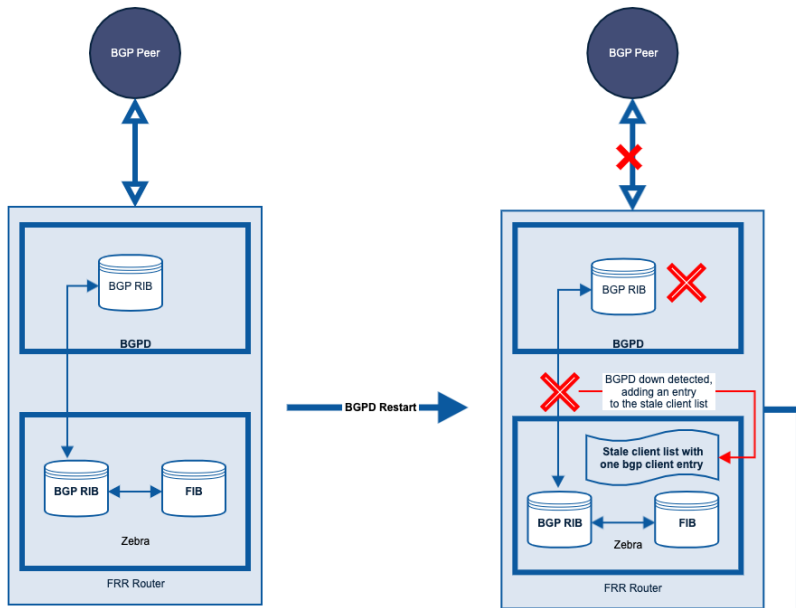 BGP Peer
BGP RIB
BGPD
BGP RIB
FIB
Zebra
FRR Router
BGPD Restart
BGP Peer
BGP RIB
BGPD
BGPD down detected,
adding an entry
to the stale client list
Stale client list with
one bgp client entry
BGP RIB
FIB
Zebra
FRR Router